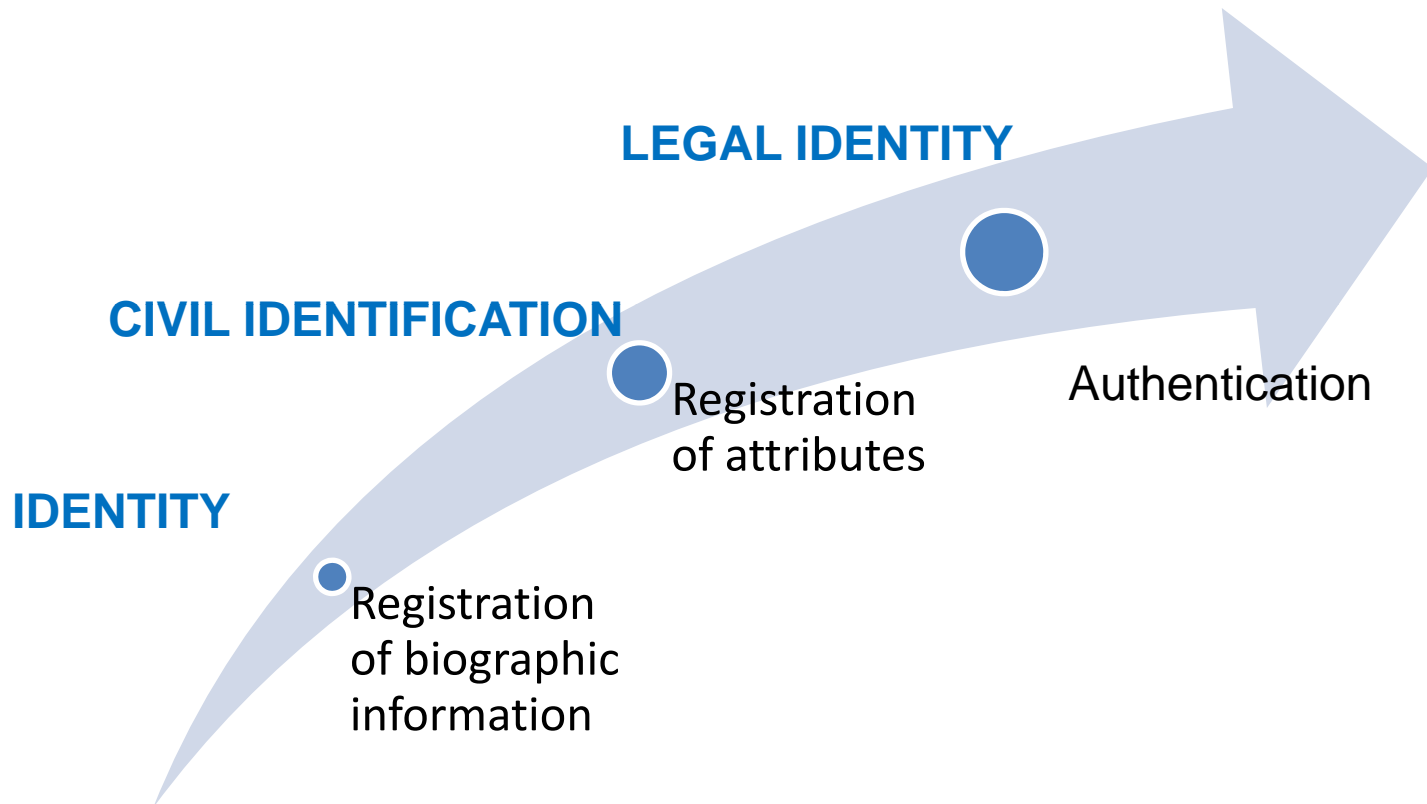 LEGAL IDENTITY
CIVIL IDENTIFICATION
Authentication
Registration
of attributes
IDENTITY
Registration
of biographic
information